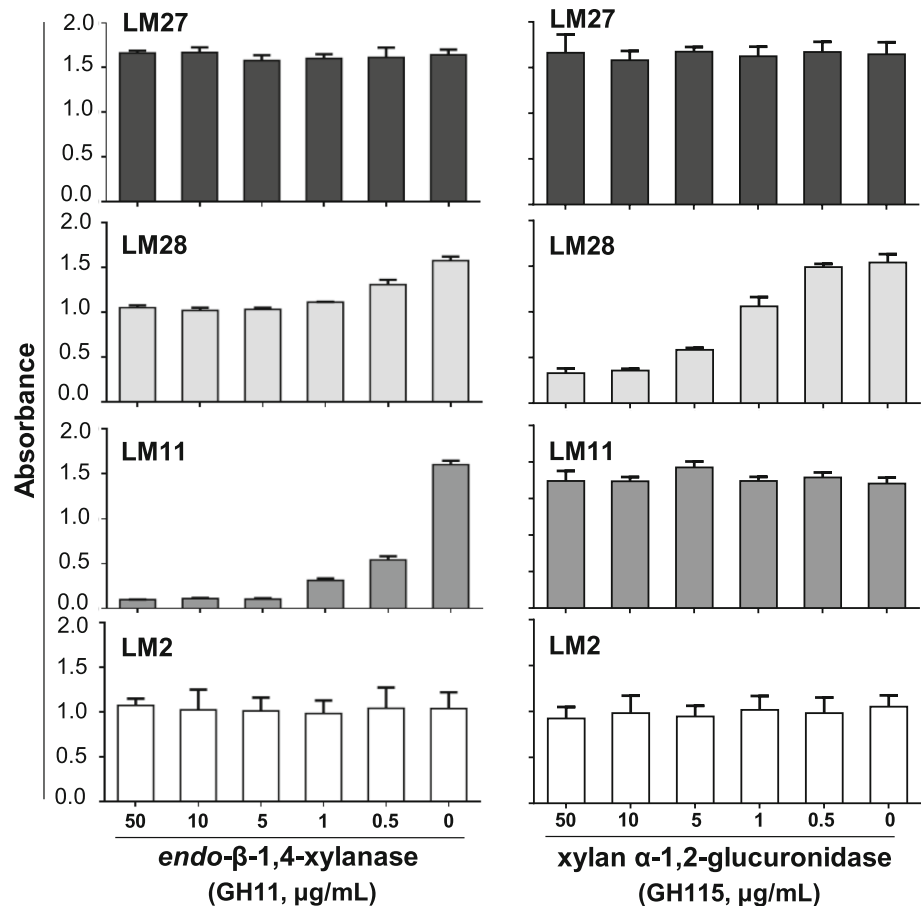 LM27
2.0
1.5
1.0
0.5
0.0
LM27
LM28
2.0
1.5
1.0
0.5
0.0
LM28
LM11
2.0
1.5
1.0
0.5
0.0
LM11
LM2
2.0
1.5
1.0
0.5
0.0
LM2
Absorbance
50 10 5 1 0.5 0
endo-β-1,4-xylanase
(GH11, μg/mL)
50 10 5 1 0.5 0
xylan α-1,2-glucuronidase
(GH115, μg/mL)